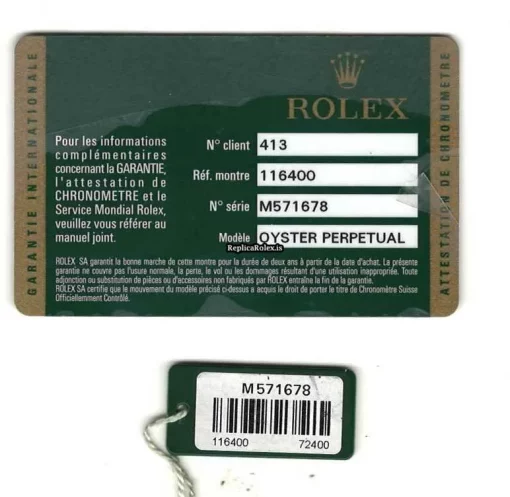 ROLEX
GARANTIE INTERNATIONALE
Pour les informations
complémentaires
concernant la GARANTIE,
l'attestation de
CHRONOMETRE et le
Service Mondial Rolex,
veuillez vous référer au
manuel joint.
N° client 413
Réf. montre 116400
N° série M571678
Modèle OYSTER PERPETUAL
ReplicaRolex.is
ATTESTATION DE CHRONOMETRE
ROLEX SA garantit la bonne marche de cette montre pour la durée de deux ans à partir de la date d'achat. La présente
garantie ne couvre pas l'usure normale, la perte, le vol ou les dommages résultant d'une utilisation inappropriée. Toute
adjonction ou substitution de pièces ou d'accessoires non fabriqués par ROLEX entraîne la fin de la garantie.
ROLEX SA certifie que le mouvement du modèle précisé ci-dessus a acquis le droit de porter le titre de Chronomètre Suisse
Officiellement Contrôlé.
M571678
116400 72400